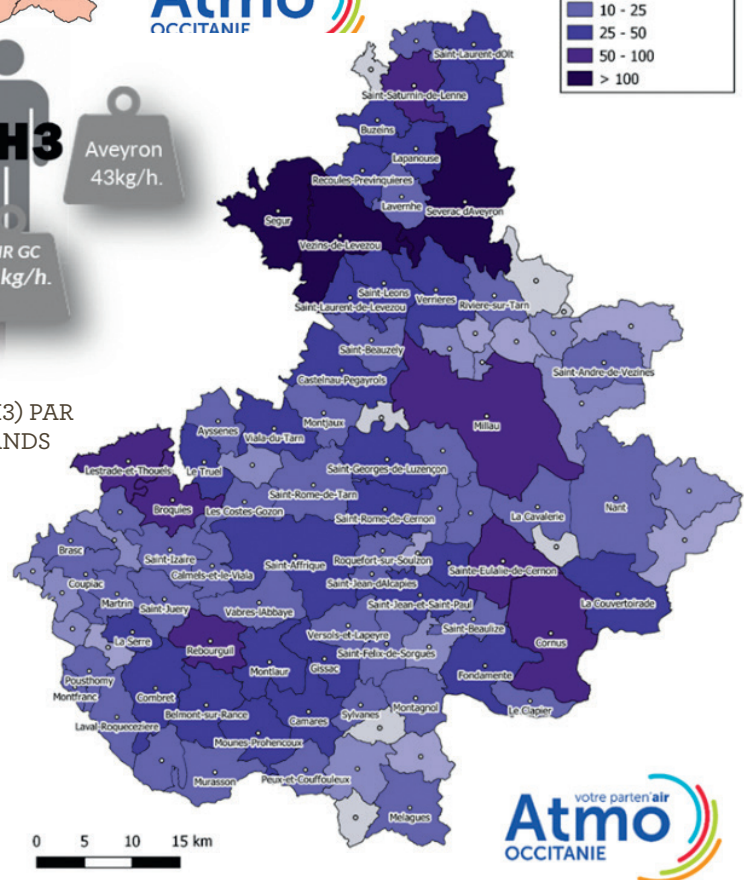 Atmo
OCCITANIE
10 - 25
25 - 50
50 - 100
> 100
H3
Aveyron
43kg/h.
R GC
kg/h.
3) PAR
ANDS
Saint-Laurent-dOlt
Saint-Saturnin-de-Lenne
Buzeins
Lapanouse
Recoules-Previnquieres
Lavernhe
Severac dAveyron
Segur
Vezins-de-Levezou
Saint-Leons
Verrieres
Riviere-sur-Tarn
Saint-Laurent-de-Levezou
Saint-Beauzely
Saint-Andre-de-Vezines
Castelnau-Pegayrols
Montjaux
Millau
Ayssenes
Viala-du-Tarn
Lestrade-et-Thouels
Le Truel
Saint-Georges-de-Luzençon
Saint-Rome-de-Tarn
Broquies
Les Costes-Gozon
Saint-Rome-de-Cernon
La Cavalerie
Nant
Brasc
Saint-Izaire
Saint-Affrique
Roquefort-sur-Soulzon
Sainte-Eulalie-de-Cernon
Calmels-et-le-Viala
Coupiac
Saint-Jean-dAlcapies
Martrin
Saint-Juery
Vabres-lAbbaye
Saint-Jean-et-Saint-Paul
La Couvertoirade
La Serre
Rebourguil
Versols-et-Lapeyre
Saint-Beaulize
Cornus
Saint-Felix-de-Sorgues
Montlaur
Gissac
Pousthomy
Fondamente
Montfranc
Combret
Belmont-sur-Rance
Camares
Sylvanes
Montagnol
Le Clapier
Laval-Roqueceziere
Mounes-Prohencoux
Murasson
Peux-et-Couffouleux
Melagues
0 5 10 15 km
votre parten'air
Atmo
OCCITANIE